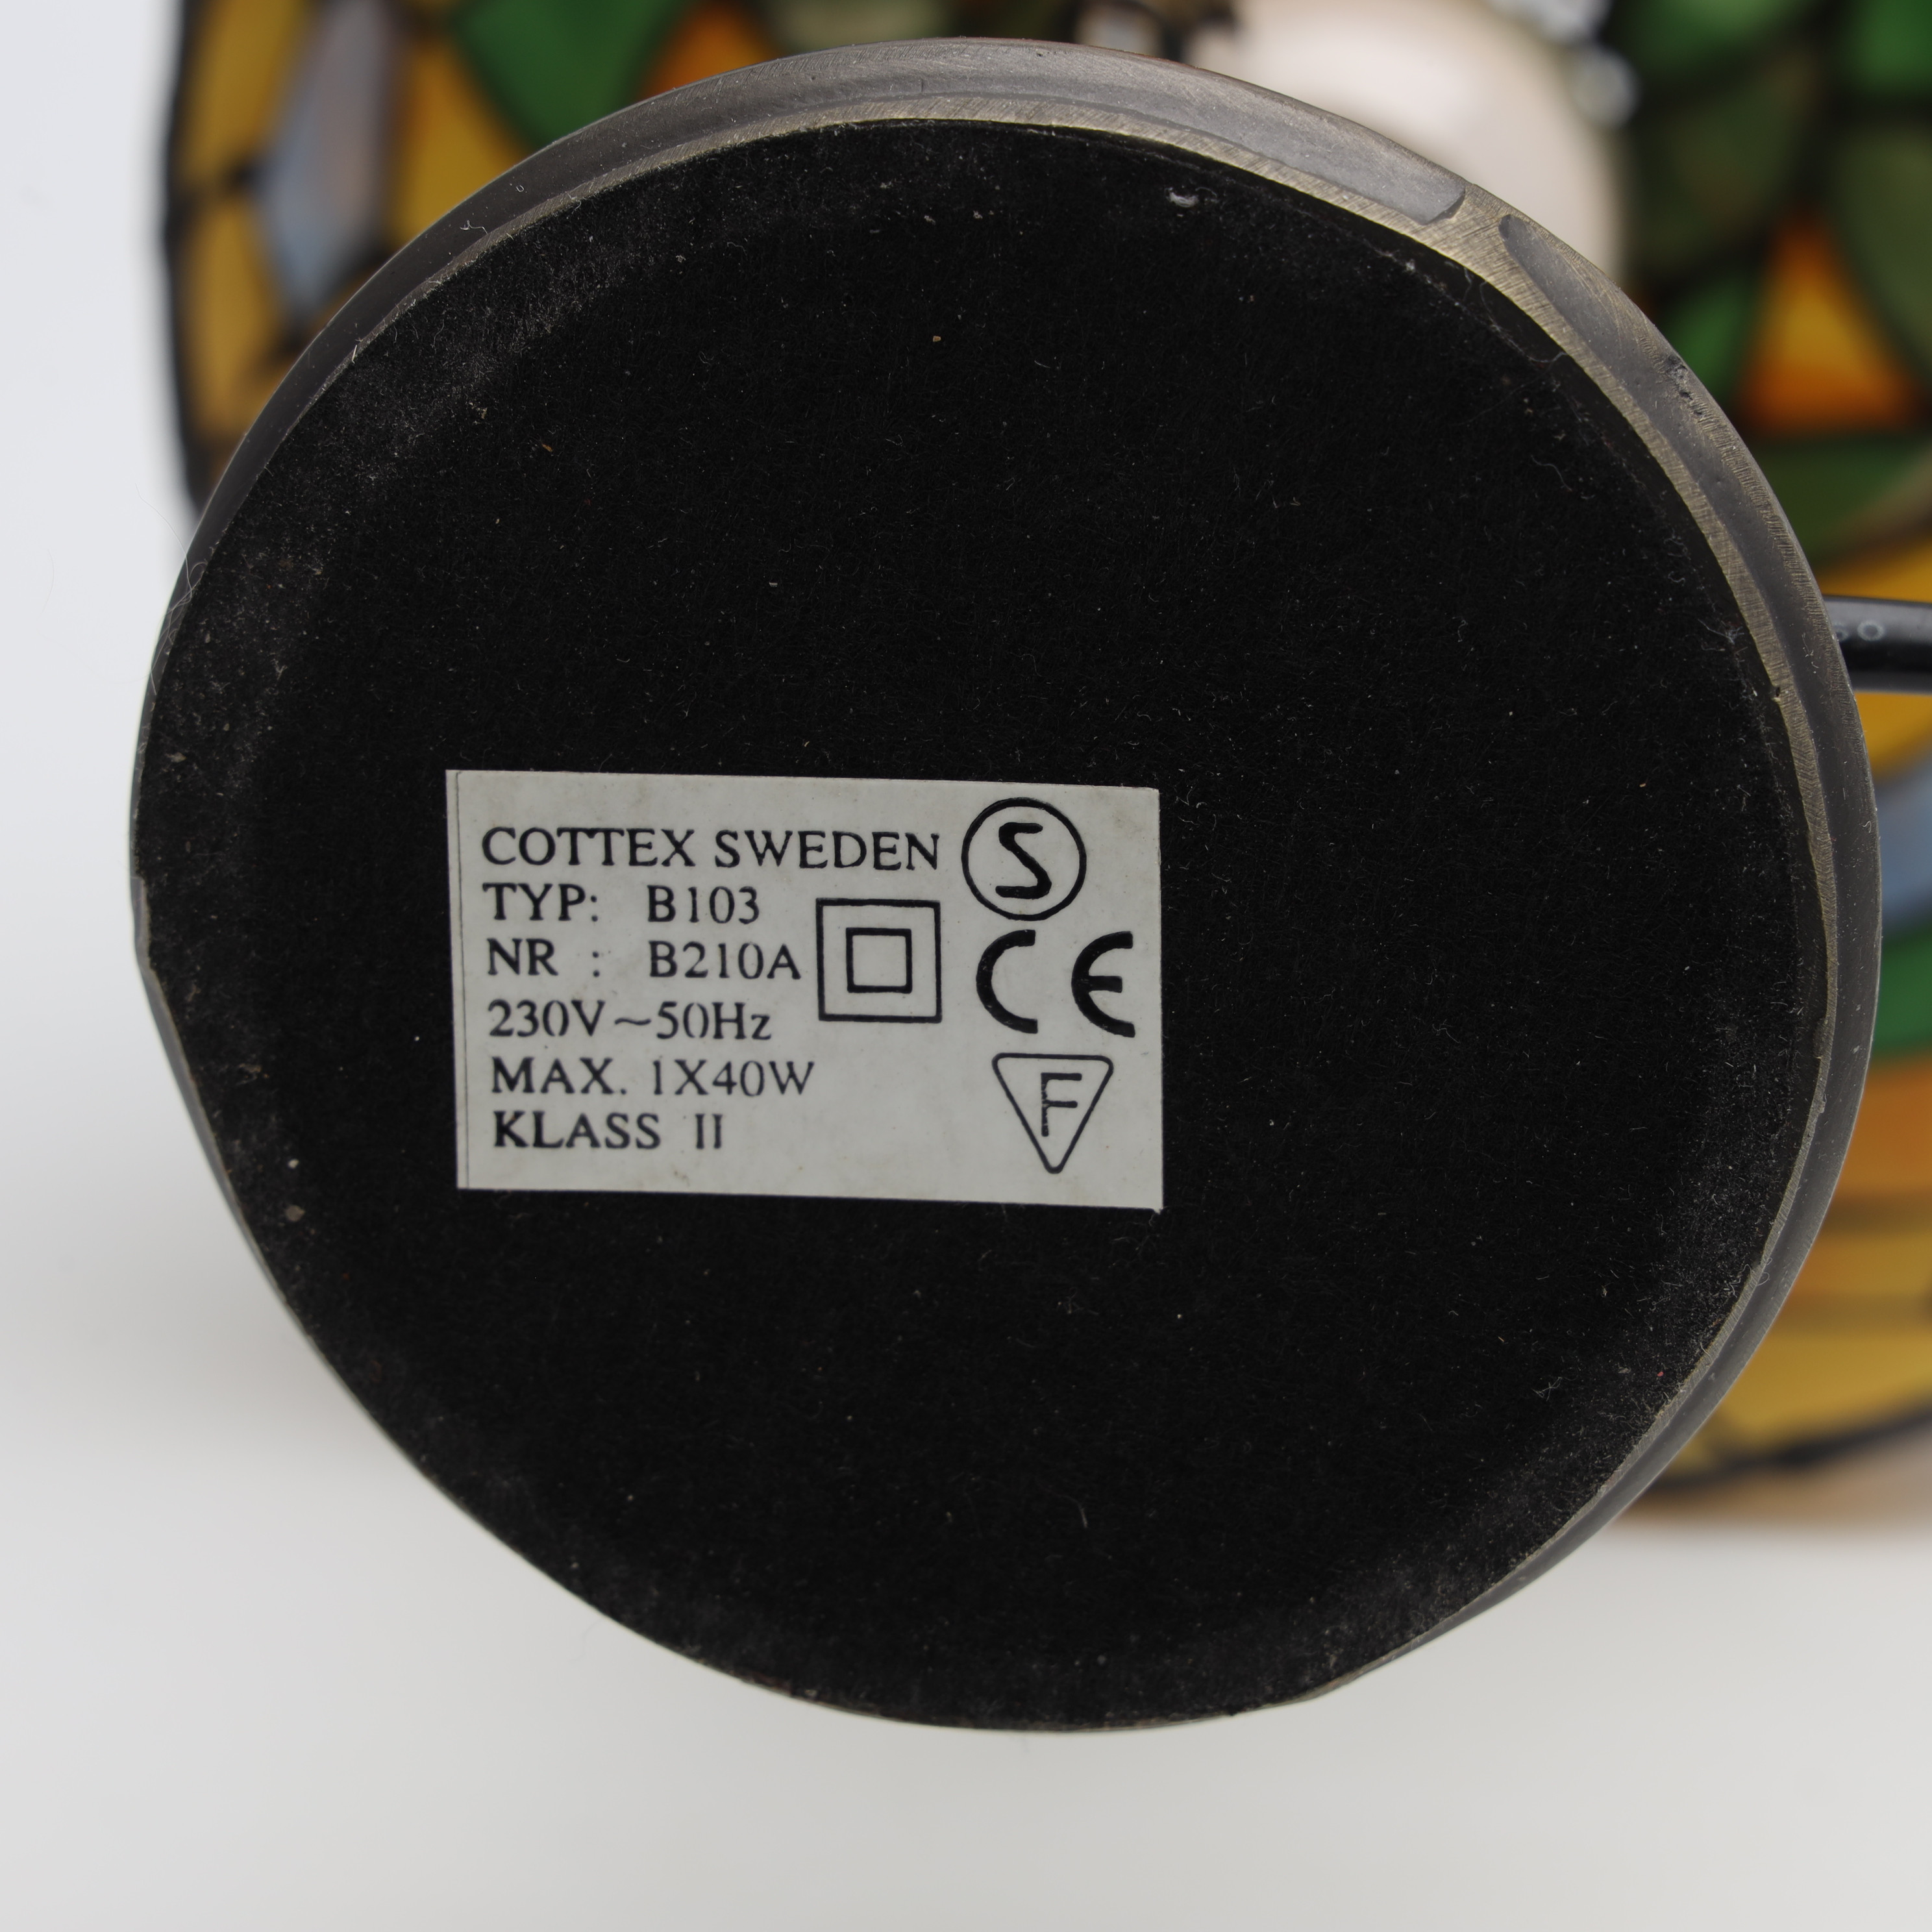 COTTEX SWEDEN
TYP: B103
NR : B210A
230V~50Hz
MAX. 1X40W
KLASS II
S
CE
F